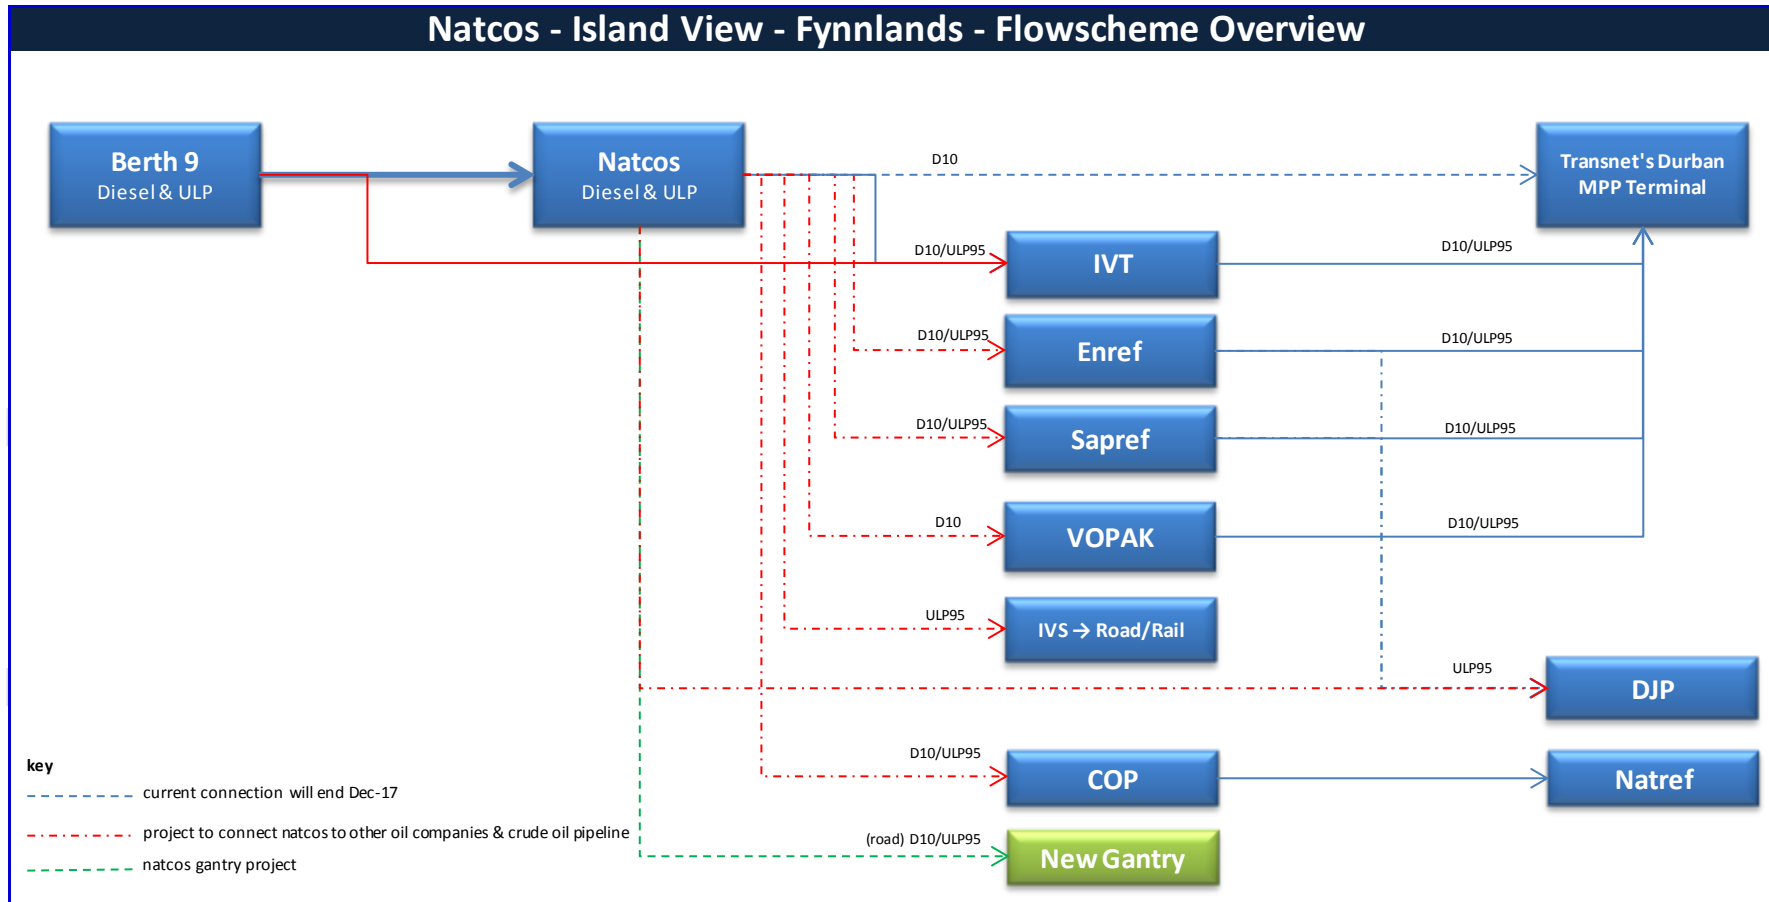 Natcos - Island View - Fynnlands - Flowscheme Overview
Berth 9
Diesel & ULP
Natcos
Diesel & ULP
D10
Transnet's Durban
MPP Terminal
D10/ULP95
IVT
D10/ULP95
D10/ULP95
Enref
D10/ULP95
D10/ULP95
Sapref
D10/ULP95
D10
VOPAK
D10/ULP95
ULP95
IVS → Road/Rail
ULP95
DJP
D10/ULP95
COP
Natref
(road) D10/ULP95
New Gantry
key
current connection will end Dec-17
project to connect natcos to other oil companies & crude oil pipeline
natcos gantry project